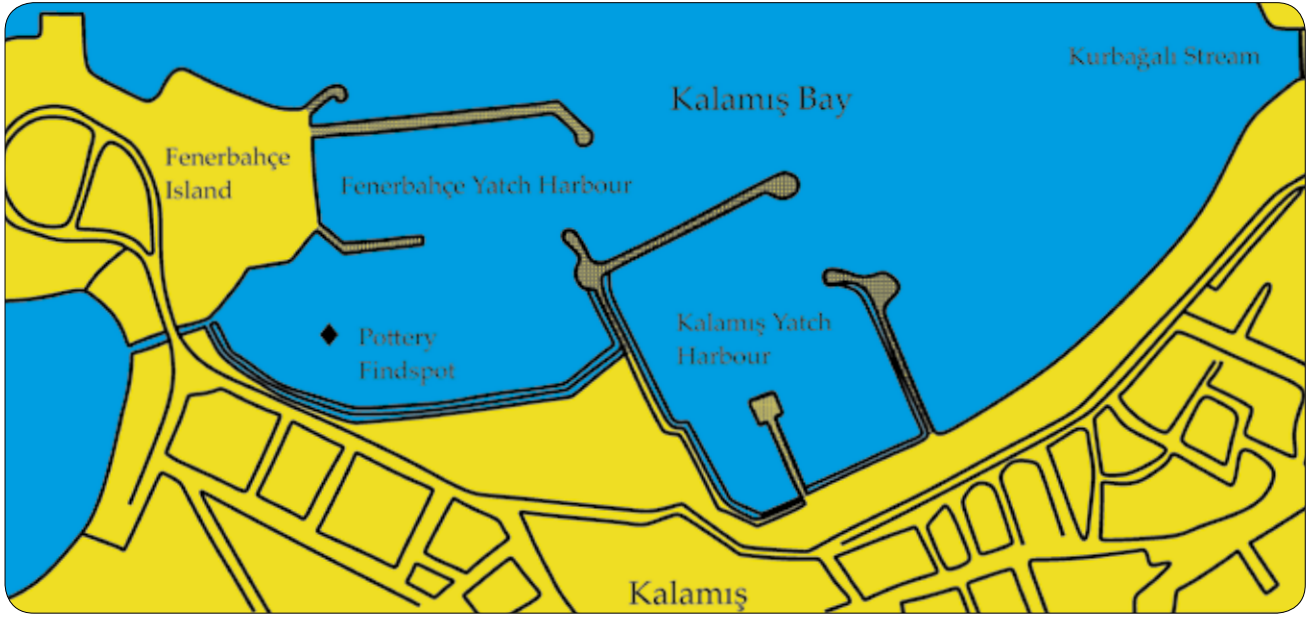 Kurbağalı Stream
Kalamış Bay
Fenerbahçe
Island
Fenerbahçe Yatch Harbour
Kalamış Yatch
Harbour
Pottery
Findspot
Kalamış